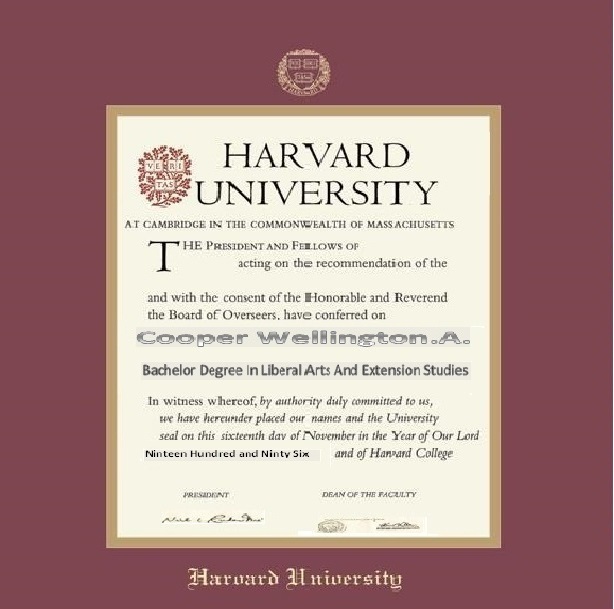 VE RI
TAS
HARVARD
UNIVERSITY
AT CAMBRIDGE IN THE COMMONWEALTH OF MASSACHUSETTS
THE PRESIDENT AND FELLOWS OF
acting on the recommendation of the
and with the consent of the Honorable and Reverend
the Board of Overseers, have conferred on
Cooper Wellington.A.
Bachelor Degree In Liberal Arts And Extension Studies
In witness whereof, by authority duly committed to us,
we have hereunder placed our names and the University
seal on this sixteenth day of November in the Year of Our Lord
Ninteen Hundred and Ninty Six and of Harvard College
PRESIDENT DEAN OF THE FACULTY
Harvard University